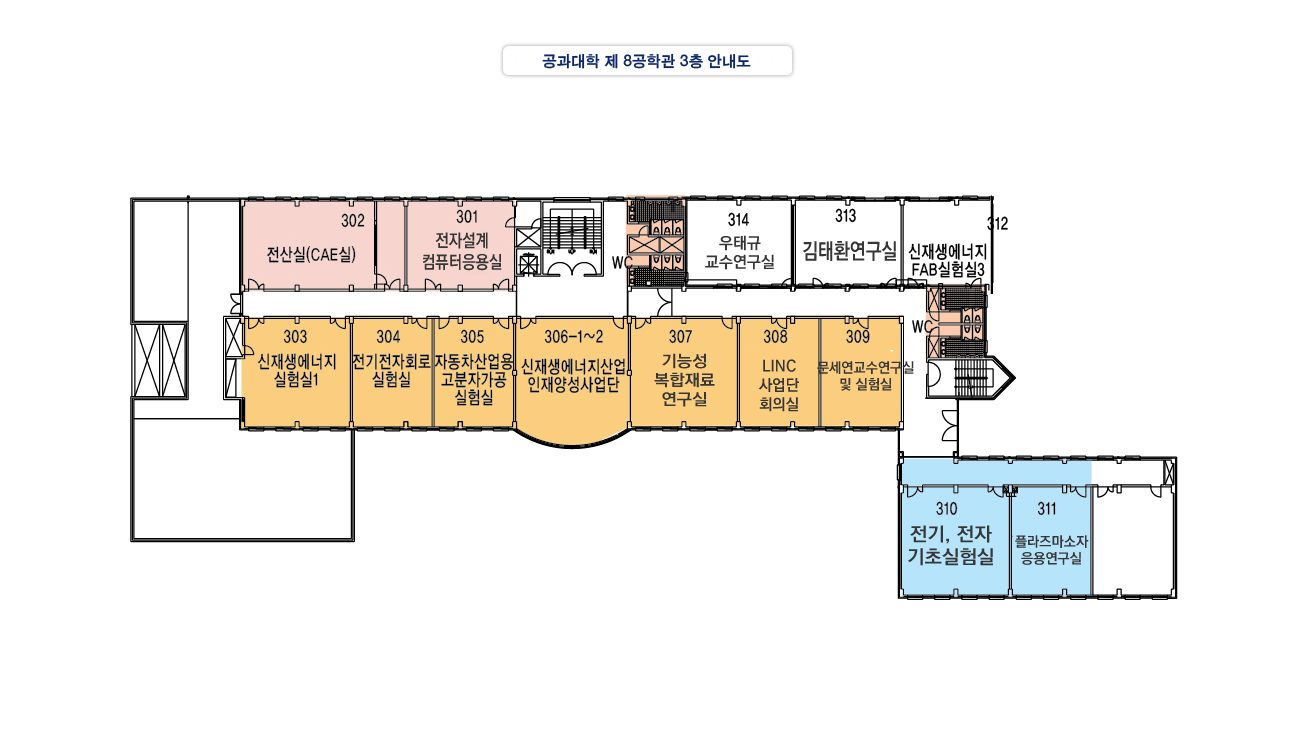 공과대학 제 8공학관 3층 안내도
302
전산실(CAE실)
301
전자설계
컴퓨터응용실
WC
314
우태규
교수연구실
313
김태환연구실
312
신재생에너지
FAB실험실3
WC
303
신재생에너지
실험실1
304
전기전자회로
실험실
305
자동차산업용
고분자가공
실험실
306-1~2
신재생에너지산업
인재양성사업단
307
기능성
복합재료
연구실
308
LINC
사업단
회의실
309
문세연교수연구실
및 실험실
310
전기, 전자
기초실험실
311
플라즈마소자
응용연구실